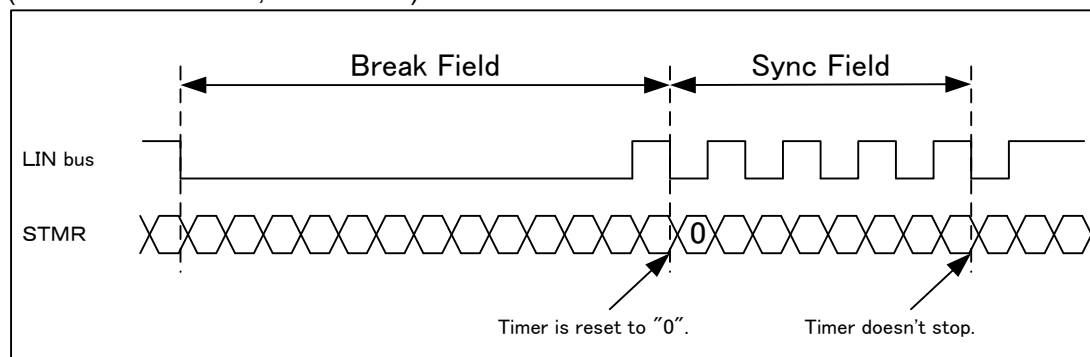 Break Field
Sync Field
LIN bus
STMR
0
Timer is reset to "0".
Timer doesn't stop.